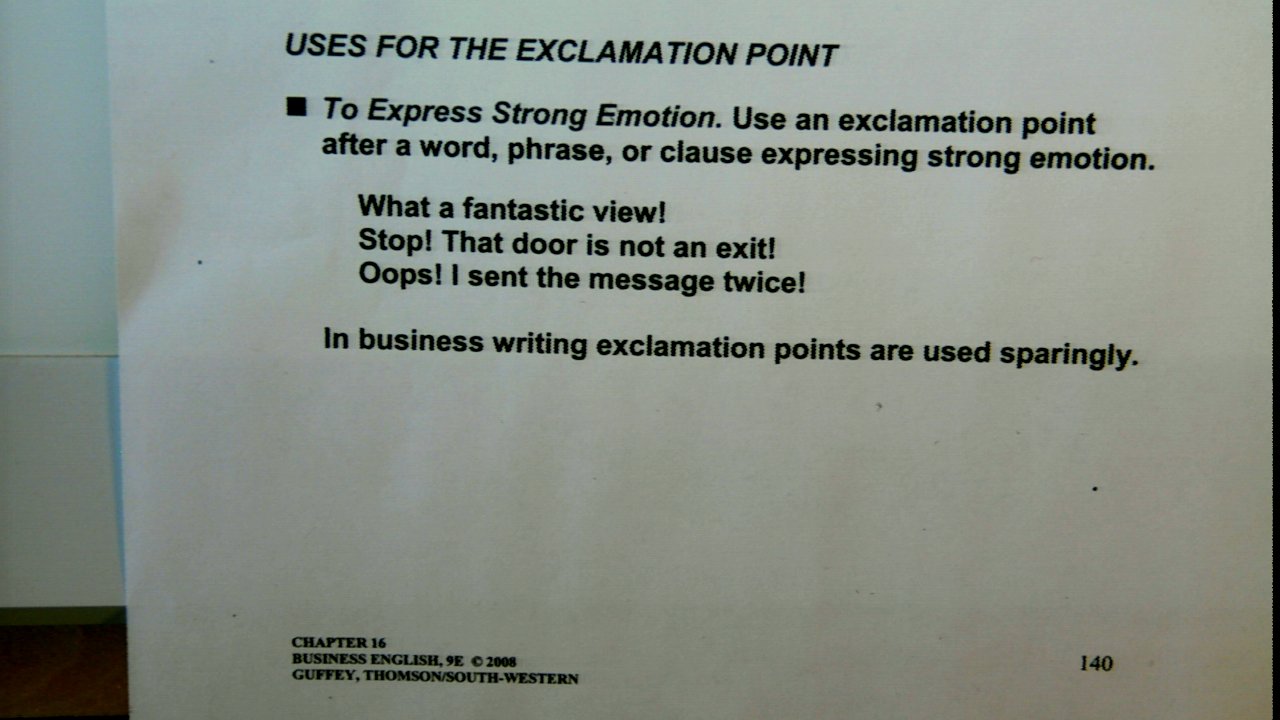 USES FOR THE EXCLAMATION POINT
■ To Express Strong Emotion. Use an exclamation point
after a word, phrase, or clause expressing strong emotion.
What a fantastic view!
Stop! That door is not an exit!
Oops! I sent the message twice!
In business writing exclamation points are used sparingly.
CHAPTER 16
BUSINESS ENGLISH, 9E © 2008
GUFFEY, THOMSON/SOUTH-WESTERN
140